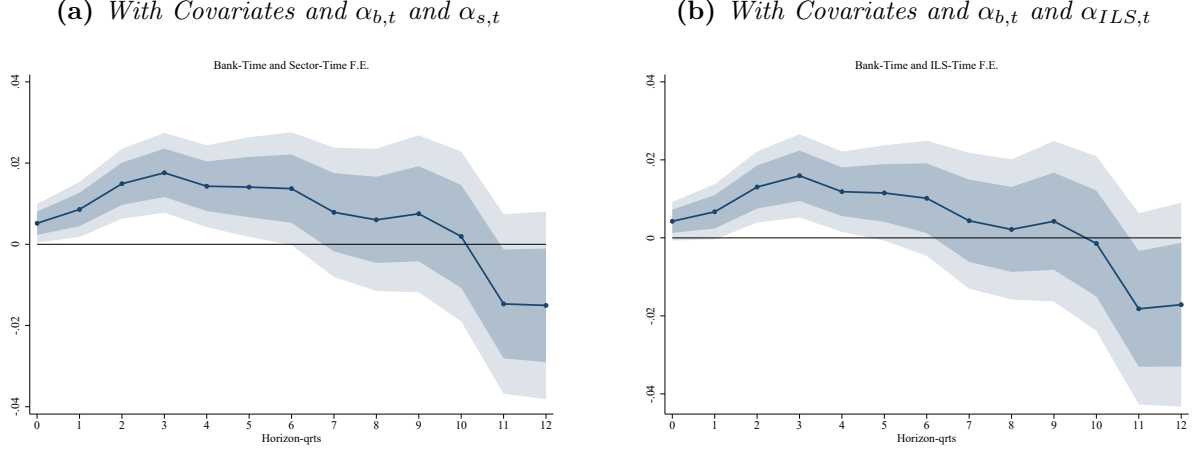 (a) With Covariates and α_{b,t} and α_{s,t}
Bank-Time and Sector-Time F.E.
.04
.02
0
-.02
-.04
0 1 2 3 4 5 6 7 8 9 10 11 12
Horizon-qrts
(b) With Covariates and α_{b,t} and α_{ILS,t}
Bank-Time and ILS-Time F.E.
.04
.02
0
-.02
-.04
0 1 2 3 4 5 6 7 8 9 10 11 12
Horizon-qrts